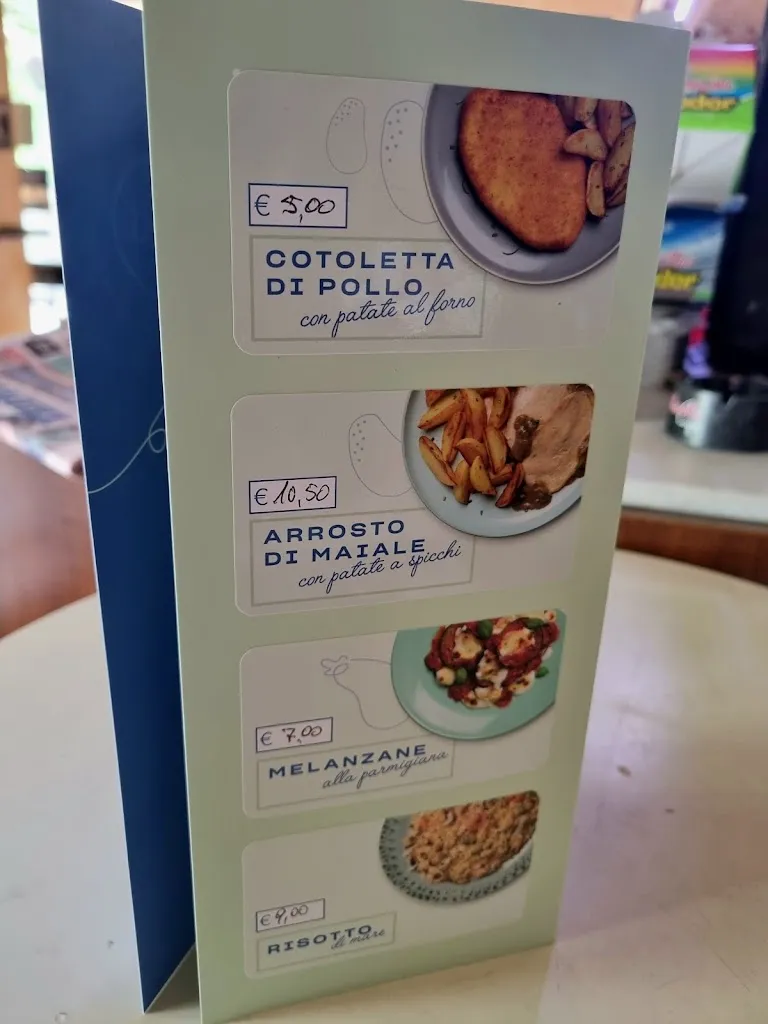 € 5,00
COTOLETTA
DI POLLO
con patate al forno
€ 10,50
ARROSTO
DI MAIALE
con patate a spicchi
€ 7,00
MELANZANE
alla parmigiana
€ 9,00
RISOTTO
di mare